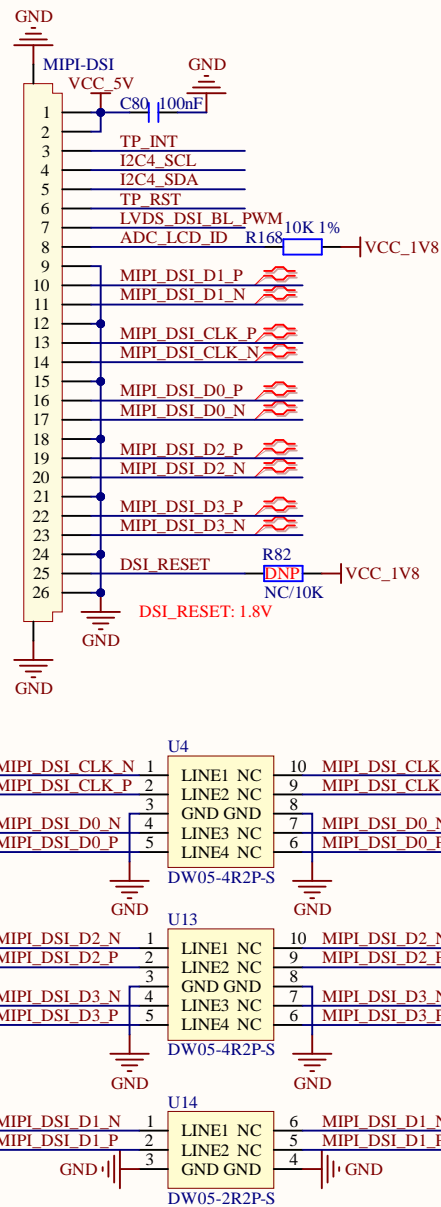 GND
MIPI-DSI
VCC_5V
GND
1 C80 100nF
2
3 TP_INT
4 I2C4_SCL
5 I2C4_SDA
6 TP_RST
7 LVDS_DSI_BL_PWM
8 ADC_LCD_ID R168 10K 1% VCC_1V8
9
10 MIPI_DSI_D1_P
11 MIPI_DSI_D1_N
12
13 MIPI_DSI_CLK_P
14 MIPI_DSI_CLK_N
15
16 MIPI_DSI_D0_P
17 MIPI_DSI_D0_N
18
19 MIPI_DSI_D2_P
20 MIPI_DSI_D2_N
21
22 MIPI_DSI_D3_P
23 MIPI_DSI_D3_N
24
R82
25 DSI_RESET DNP VCC_1V8
NC/10K
26
DSI_RESET: 1.8V
GND
GND
U4
MIPI_DSI_CLK_N 1 LINE1 NC 10 MIPI_DSI_CLK
MIPI_DSI_CLK_P 2 LINE2 NC 9 MIPI_DSI_CLK
3 GND GND 8
MIPI_DSI_D0_N 4 LINE3 NC 7 MIPI_DSI_D0_N
MIPI_DSI_D0_P 5 LINE4 NC 6 MIPI_DSI_D0_P
DW05-4R2P-S
GND GND
U13
MIPI_DSI_D2_N 1 LINE1 NC 10 MIPI_DSI_D2_N
MIPI_DSI_D2_P 2 LINE2 NC 9 MIPI_DSI_D2_P
3 GND GND 8
MIPI_DSI_D3_N 4 LINE3 NC 7 MIPI_DSI_D3_N
MIPI_DSI_D3_P 5 LINE4 NC 6 MIPI_DSI_D3_P
DW05-4R2P-S
GND GND
U14
MIPI_DSI_D1_N 1 LINE1 NC 6 MIPI_DSI_D1_N
MIPI_DSI_D1_P 2 LINE2 NC 5 MIPI_DSI_D1_P
GND 3 GND GND 4 GND
DW05-2R2P-S